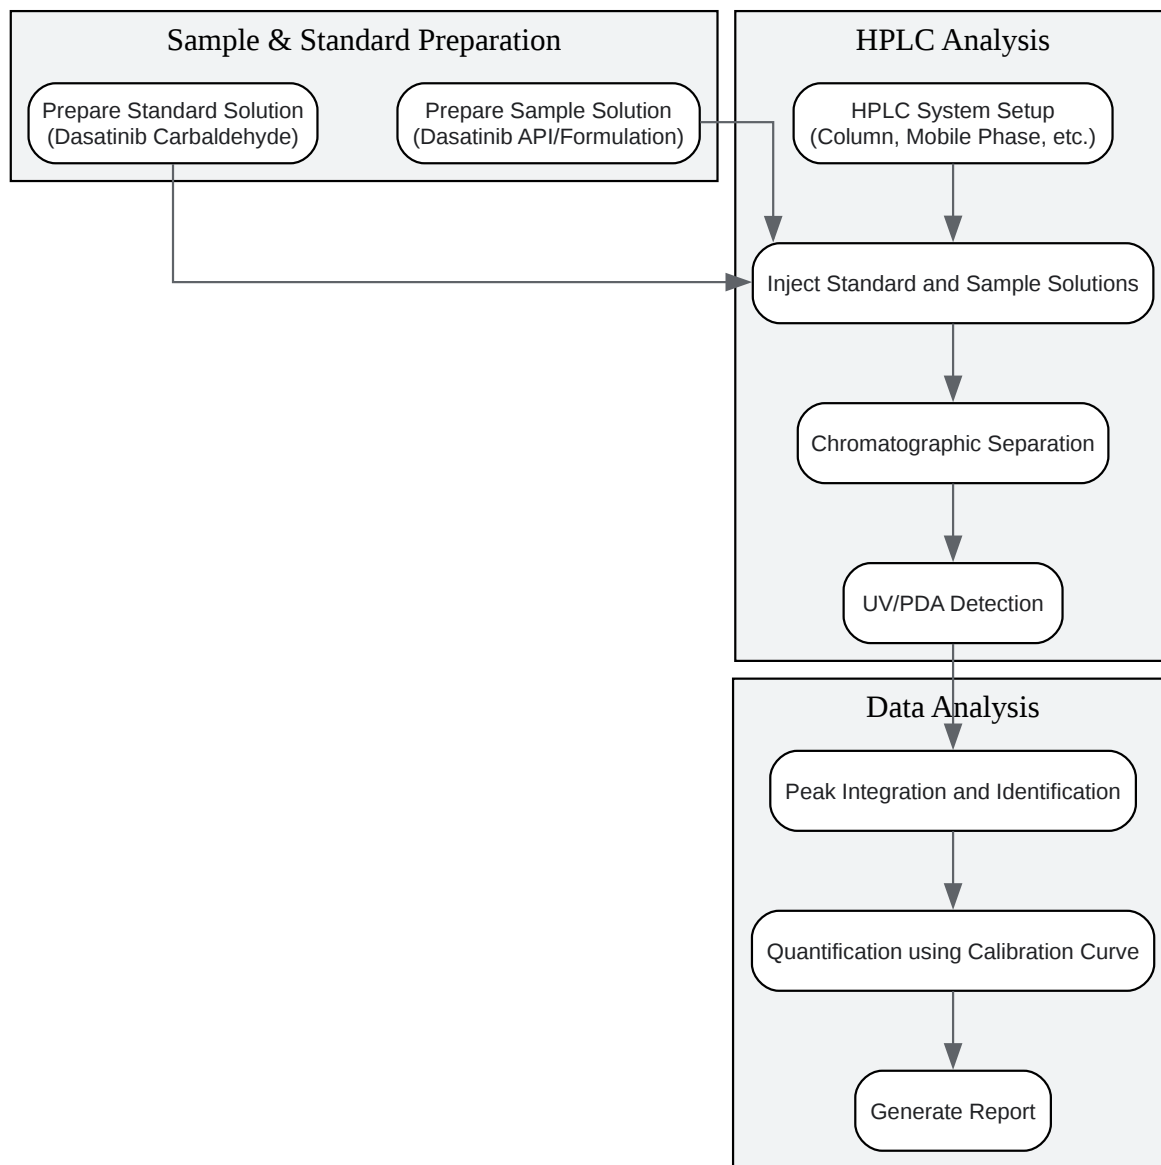 Sample & Standard Preparation
Prepare Standard Solution
(Dasatinib Carbaldehyde)
Prepare Sample Solution
(Dasatinib API/Formulation)
HPLC Analysis
HPLC System Setup
(Column, Mobile Phase, etc.)
Inject Standard and Sample Solutions
Chromatographic Separation
UV/PDA Detection
Data Analysis
Peak Integration and Identification
Quantification using Calibration Curve
Generate Report